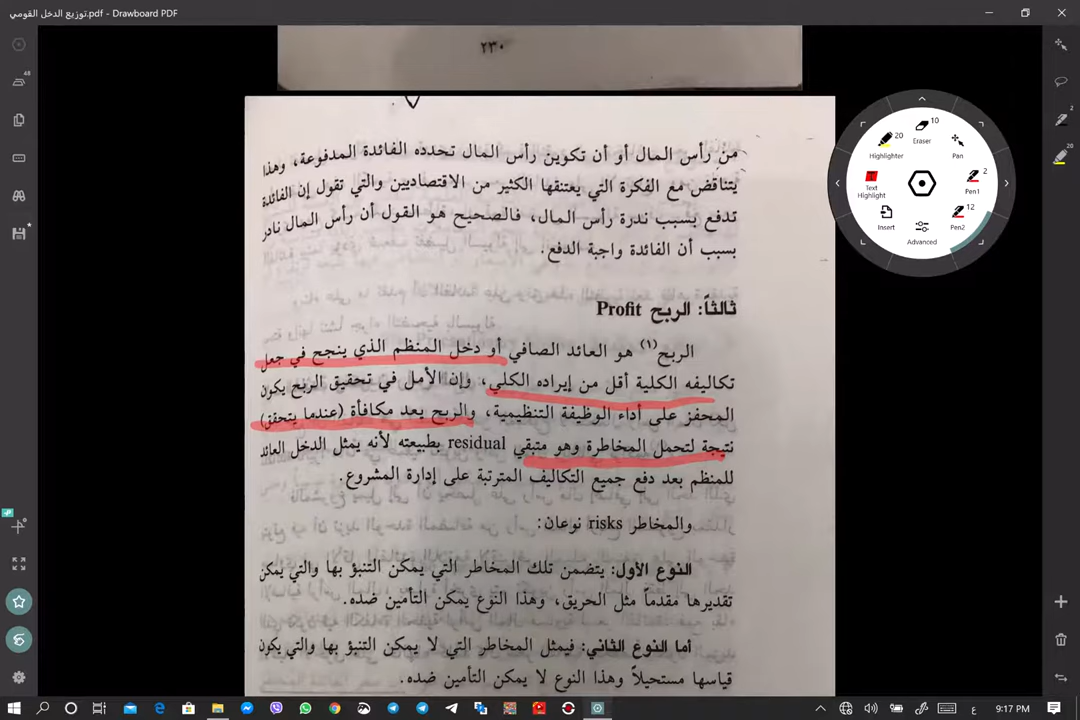 توزيع الدخل القومي.pdf - Drawboard PDF
٢٣٠
من رأس المال أو أن تكوين رأس المال تحدده الفائدة المدفوعة، وهذا
يتناقض مع الفكرة التي يعتنقها الكثير من الاقتصاديين والتي تقول إن الفائدة
تدفع بسبب ندرة رأس المال، فالصحيح هو القول أن رأس المال نادر
بسبب أن الفائدة واجبة الدفع.
ثالثاً: الربح Profit
الربح(١) هو العائد الصافي أو دخل المنظم الذي ينجح في جعل
تكاليفه الكلية أقل من إيراده الكلي، وإن الأمل في تحقيق الربح يكون
المحفز على أداء الوظيفة التنظيمية، والربح يعد مكافأة (عندما يتحقق)
نتيجة لتحمل المخاطرة وهو متبقي residual بطبيعته لأنه يمثل الدخل العائد
للمنظم بعد دفع جميع التكاليف المترتبة على إدارة المشروع.
والمخاطر risks نوعان:
النوع الأول: يتضمن تلك المخاطر التي يمكن التنبؤ بها والتي يمكن
تقديرها مقدماً مثل الحريق، وهذا النوع يمكن التأمين ضده.
أما النوع الثاني: فيمثل المخاطر التي لا يمكن التنبؤ بها والتي يكون
قياسها مستحيلاً وهذا النوع لا يمكن التأمين ضده.
48
2
20
10
Eraser
20
Highlighter
Pan
Text Highlight
2
Pen1
Insert
12
Pen2
Advanced
ع
9:17 PM